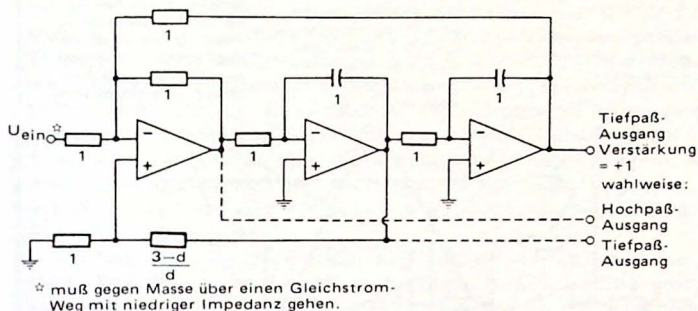 1
1
1
1
Uein☆
1
−
+
1
−
+
1
−
+
Tiefpaß-
Ausgang
Verstärkung
= +1
wahlweise:
Hochpaß-
Ausgang
Tiefpaß-
Ausgang
1
3−d
d
☆ muß gegen Masse über einen Gleichstrom-
Weg mit niedriger Impedanz gehen.